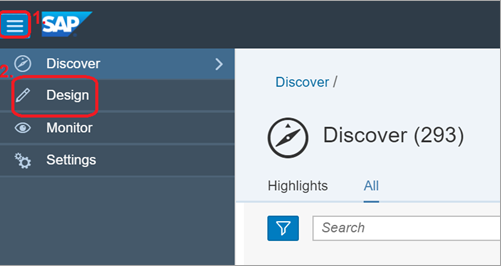 1
SAP
2.
Discover
Design
Monitor
Settings
Discover /
Discover (293)
Highlights All
Search